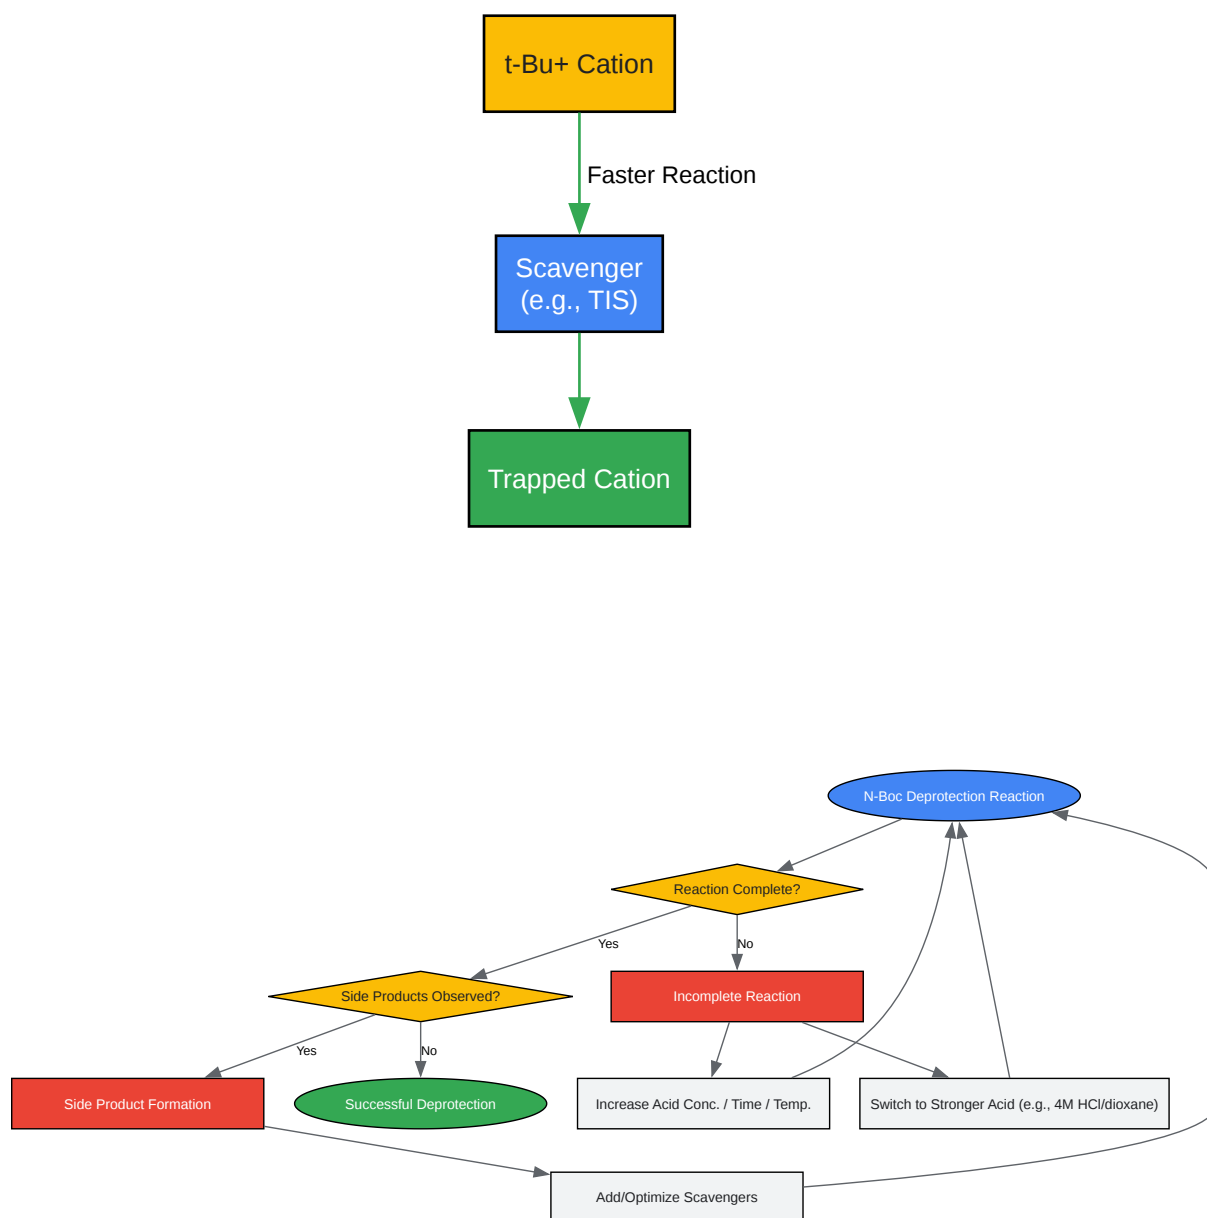 t-Bu+ Cation
Faster Reaction
Scavenger
(e.g., TIS)
Trapped Cation
N-Boc Deprotection Reaction
Reaction Complete?
Yes
No
Side Products Observed?
Incomplete Reaction
Yes
No
Side Product Formation
Successful Deprotection
Increase Acid Conc. / Time / Temp.
Switch to Stronger Acid (e.g., 4M HCl/dioxane)
Add/Optimize Scavengers